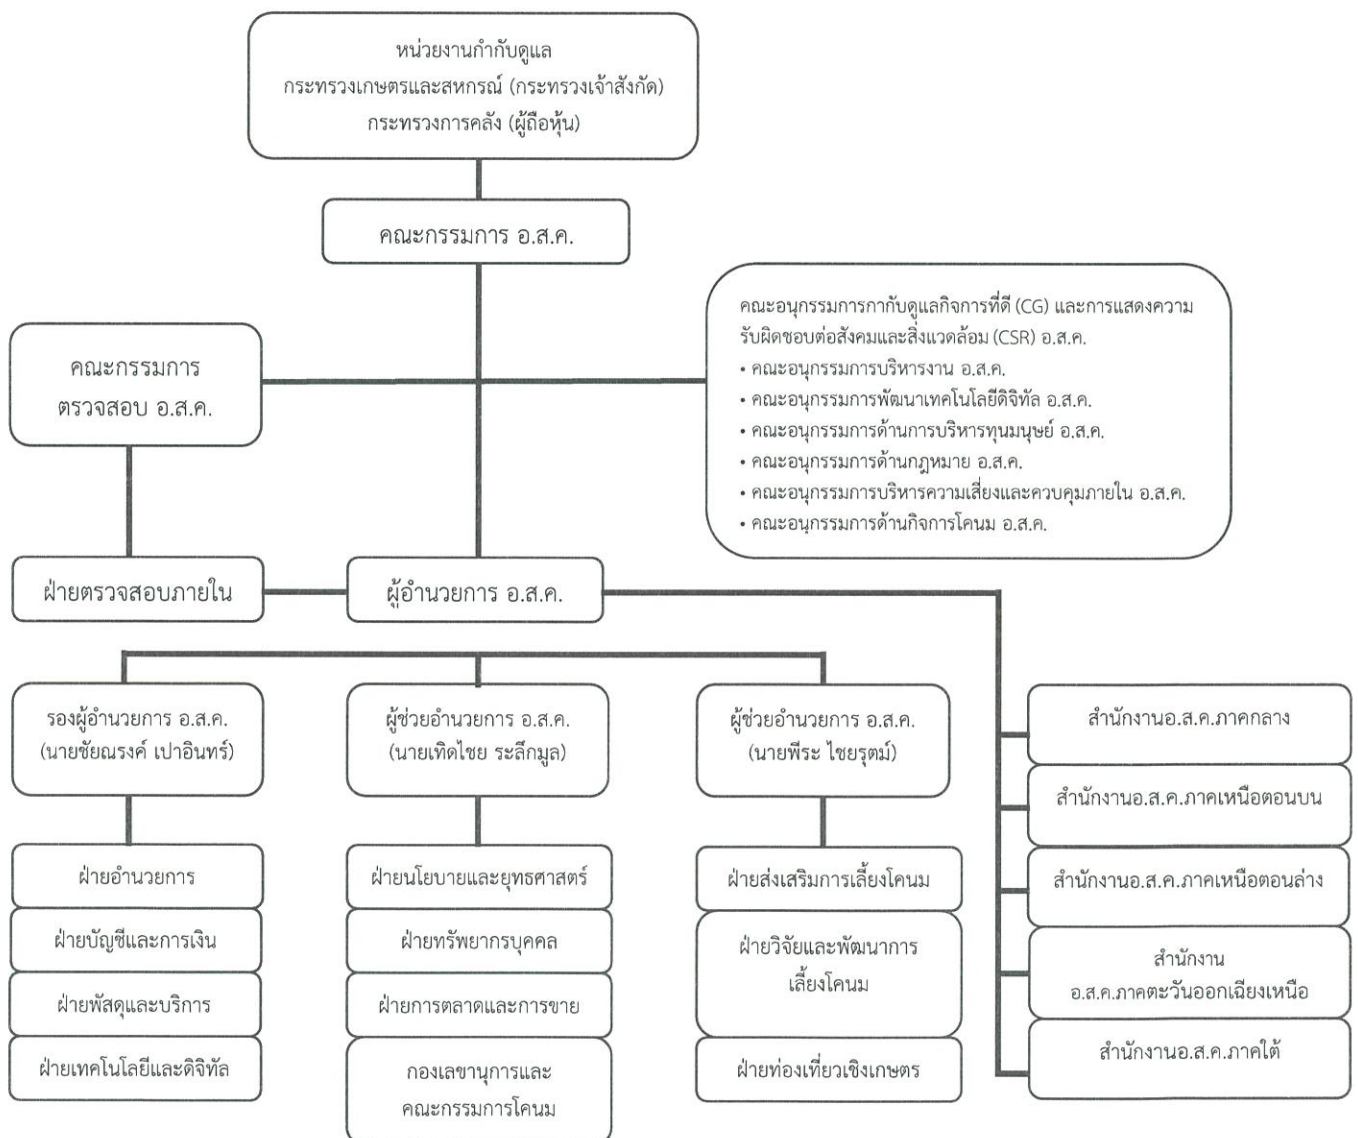 หน่วยงานกำกับดูแล
กระทรวงเกษตรและสหกรณ์ (กระทรวงเจ้าสังกัด)
กระทรวงการคลัง (ผู้ถือหุ้น)
คณะกรรมการ อ.ส.ค.
คณะกรรมการ
ตรวจสอบ อ.ส.ค.
คณะอนุกรรมการกากับดูแลกิจการที่ดี (CG) และการแสดงความ
รับผิดชอบต่อสังคมและสิ่งแวดล้อม (CSR) อ.ส.ค.
• คณะอนุกรรมการบริหารงาน อ.ส.ค.
• คณะอนุกรรมการพัฒนาเทคโนโลยีดิจิทัล อ.ส.ค.
• คณะอนุกรรมการด้านการบริหารทุนมนุษย์ อ.ส.ค.
• คณะอนุกรรมการด้านกฎหมาย อ.ส.ค.
• คณะอนุกรรมการบริหารความเสี่ยงและควบคุมภายใน อ.ส.ค.
• คณะอนุกรรมการด้านกิจการโคนม อ.ส.ค.
ฝ่ายตรวจสอบภายใน
ผู้อำนวยการ อ.ส.ค.
รองผู้อำนวยการ อ.ส.ค.
(นายชัยณรงค์ เปาอินทร์)
ผู้ช่วยอำนวยการ อ.ส.ค.
(นายเทิดไชย ระลึกมูล)
ผู้ช่วยอำนวยการ อ.ส.ค.
(นายพีระ ไชยรุตม์)
ฝ่ายอำนวยการ
ฝ่ายบัญชีและการเงิน
ฝ่ายพัสดุและบริการ
ฝ่ายเทคโนโลยีและดิจิทัล
ฝ่ายนโยบายและยุทธศาสตร์
ฝ่ายทรัพยากรบุคคล
ฝ่ายการตลาดและการขาย
กองเลขานุการและ
คณะกรรมการโคนม
ฝ่ายส่งเสริมการเลี้ยงโคนม
ฝ่ายวิจัยและพัฒนาการ
เลี้ยงโคนม
ฝ่ายท่องเที่ยวเชิงเกษตร
สำนักงานอ.ส.ค.ภาคกลาง
สำนักงานอ.ส.ค.ภาคเหนือตอนบน
สำนักงานอ.ส.ค.ภาคเหนือตอนล่าง
สำนักงาน
อ.ส.ค.ภาคตะวันออกเฉียงเหนือ
สำนักงานอ.ส.ค.ภาคใต้